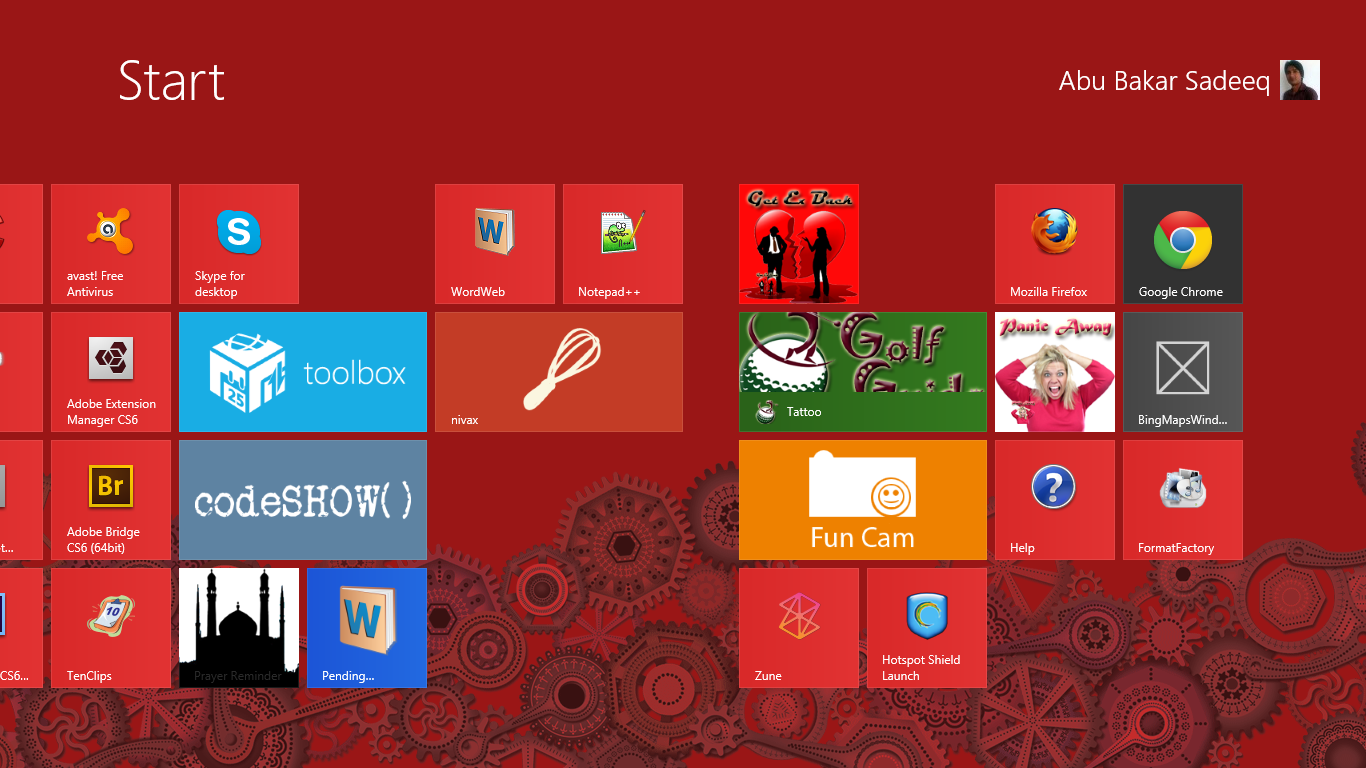 Start
Abu Bakar Sadeeq
avast! Free
Antivirus
Skype for
desktop
W
WordWeb
Notepad++
Get Ex Back
Mozilla Firefox
Google Chrome
Adobe Extension
Manager CS6
25
toolbox
nivax
Golf
Guide
Tattoo
Panic Away
BingMapsWind...
t...
Br
Adobe Bridge
CS6 (64bit)
codeSHOW()
Fun Cam
?
Help
FormatFactory
CS6...
10
TenClips
Prayer Reminder
W
Pending...
Zune
Hotspot Shield
Launch